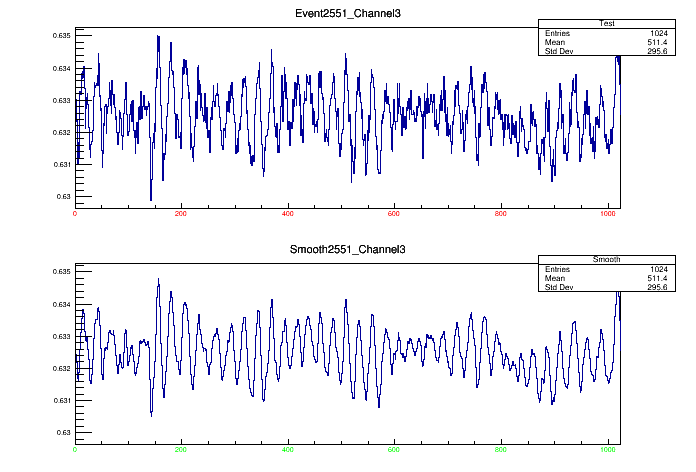 Event2551_Channel3
Test
Entries 1024
Mean 511.4
Std Dev 295.6
0.635
0.634
0.633
0.632
0.631
0.63
0 200 400 600 800 1000
Smooth2551_Channel3
Smooth
Entries 1024
Mean 511.4
Std Dev 295.6
0.635
0.634
0.633
0.632
0.631
0.63
0 200 400 600 800 1000